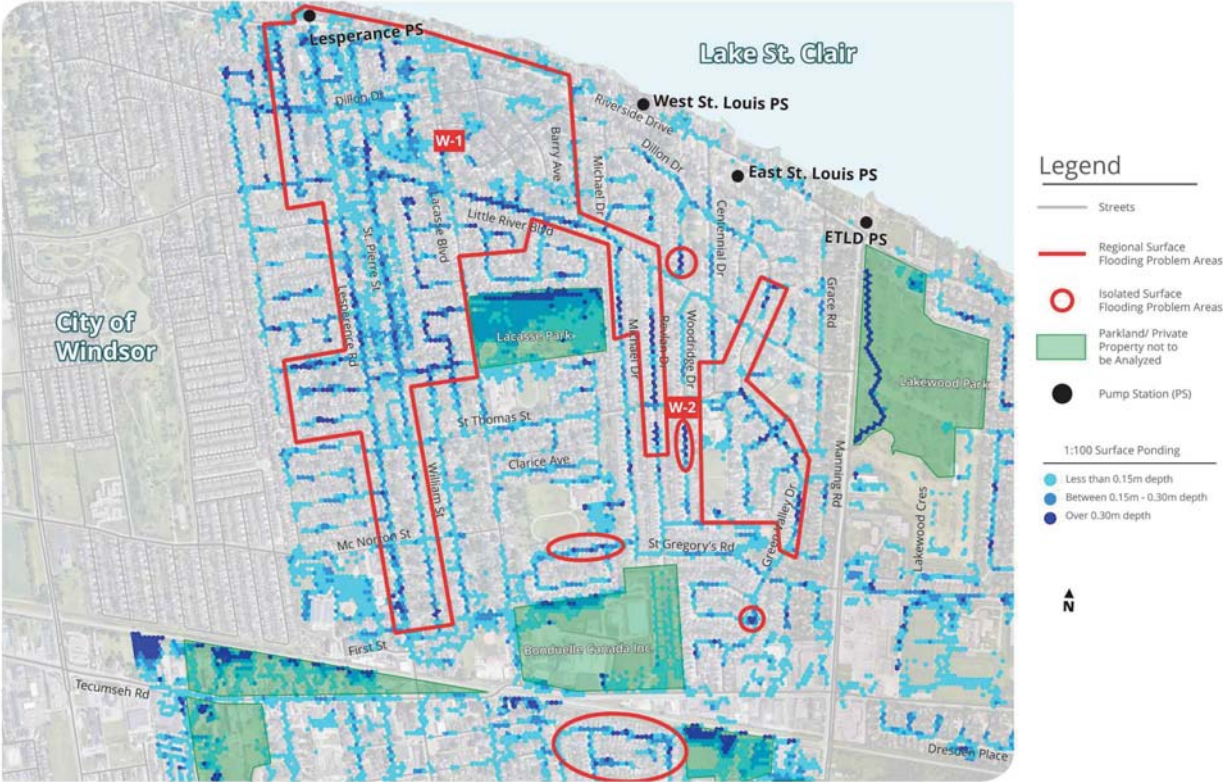 Lesperance PS
Lake St. Clair
Dillon Dr
West St. Louis PS
Riverside Drive
W-1
Barry Ave
Michael Dr
Dillon Dr
East St. Louis PS
Lacasse Blvd
Little River Blvd
Centennial Dr
ETLD PS
St Pierre St
City of
Windsor
Lesperence Rd
Lacasse Park
Michael Dr
Revlan Dr
Woodridge Dr
Grace Rd
Lakewood Park
W-2
St Thomas St
Clarice Ave
William St
Manning Rd
Mc Norton St
St Gregory's Rd
Green Valley Dr
Lakewood Cres
First St
Bonduelle Canada Inc.
Tecumseh Rd
Dresden Place
Legend
Streets
Regional Surface
Flooding Problem Areas
Isolated Surface
Flooding Problem Areas
Parkland/ Private
Property not to
be Analyzed
Pump Station (PS)
1:100 Surface Ponding
Less than 0.15m depth
Between 0.15m - 0.30m depth
Over 0.30m depth
N